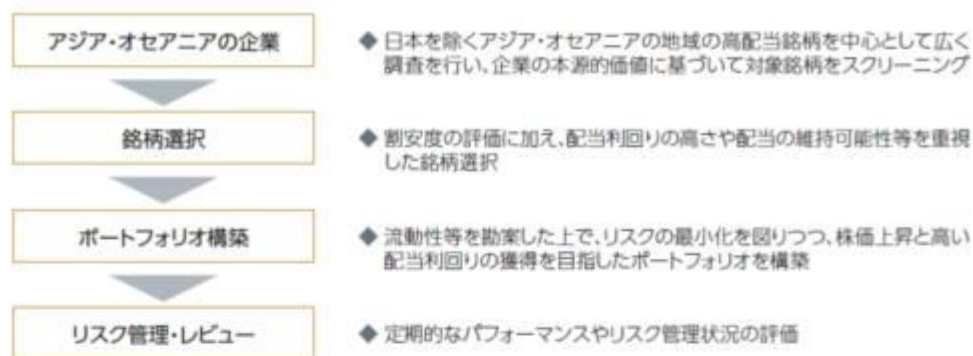 アジア・オセアニアの企業
◆ 日本を除くアジア・オセアニアの地域の高配当銘柄を中心として広く
調査を行い、企業の本源的価値に基づいて対象銘柄をスクリーニング
銘柄選択
◆ 割安度の評価に加え、配当利回りの高さや配当の維持可能性等を重視
した銘柄選択
ポートフォリオ構築
◆ 流動性等を勘案した上で、リスクの最小化を図りつつ、株価上昇と高い
配当利回りの獲得を目指したポートフォリオを構築
リスク管理・レビュー
◆ 定期的なパフォーマンスやリスク管理状況の評価